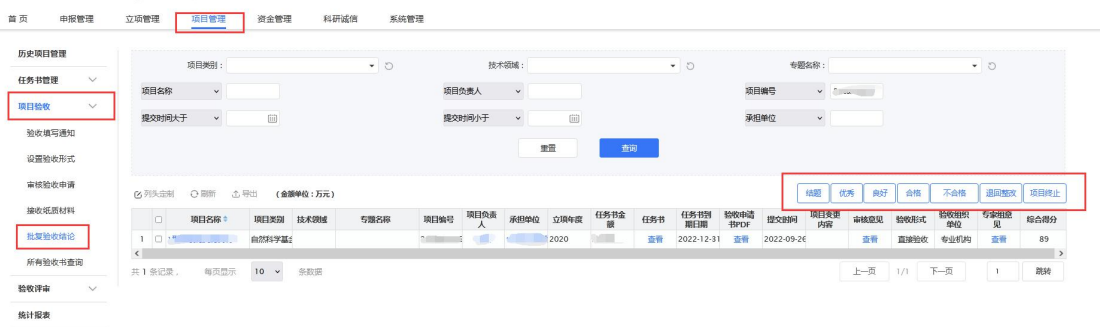 首页 申报管理 立项管理 项目管理 资金管理 科研诚信 系统管理
历史项目管理
任务书管理
项目验收
验收填写通知
设置验收形式
审核验收申请
接收纸质材料
批复验收结论
所有验收书查询
验收评审
统计报表
项目类别： 技术领域： 专题名称：
项目名称 项目负责人 项目编号
提交时间大于 提交时间小于 承担单位
重置 查询
列头定制 刷新 导出 (金额单位：万元)
结题 优秀 良好 合格 不合格 退回整改 项目终止
项目名称 项目类别 技术领域 专题名称 项目编号 项目负责人 承担单位 立项年度 任务书金额 任务书 任务书到期日期 验收申请书PDF 提交时间 项目变更内容 审核意见 验收形式 验收组织单位 专家组意见 综合得分
1 自然科学基 2020 查看 2022-12-31 查看 2022-09-26 查看 直接验收 专业机构 查看 89
共 1 条记录， 每页显示 10 条数据 上一页 1/1 下一页 1 跳转